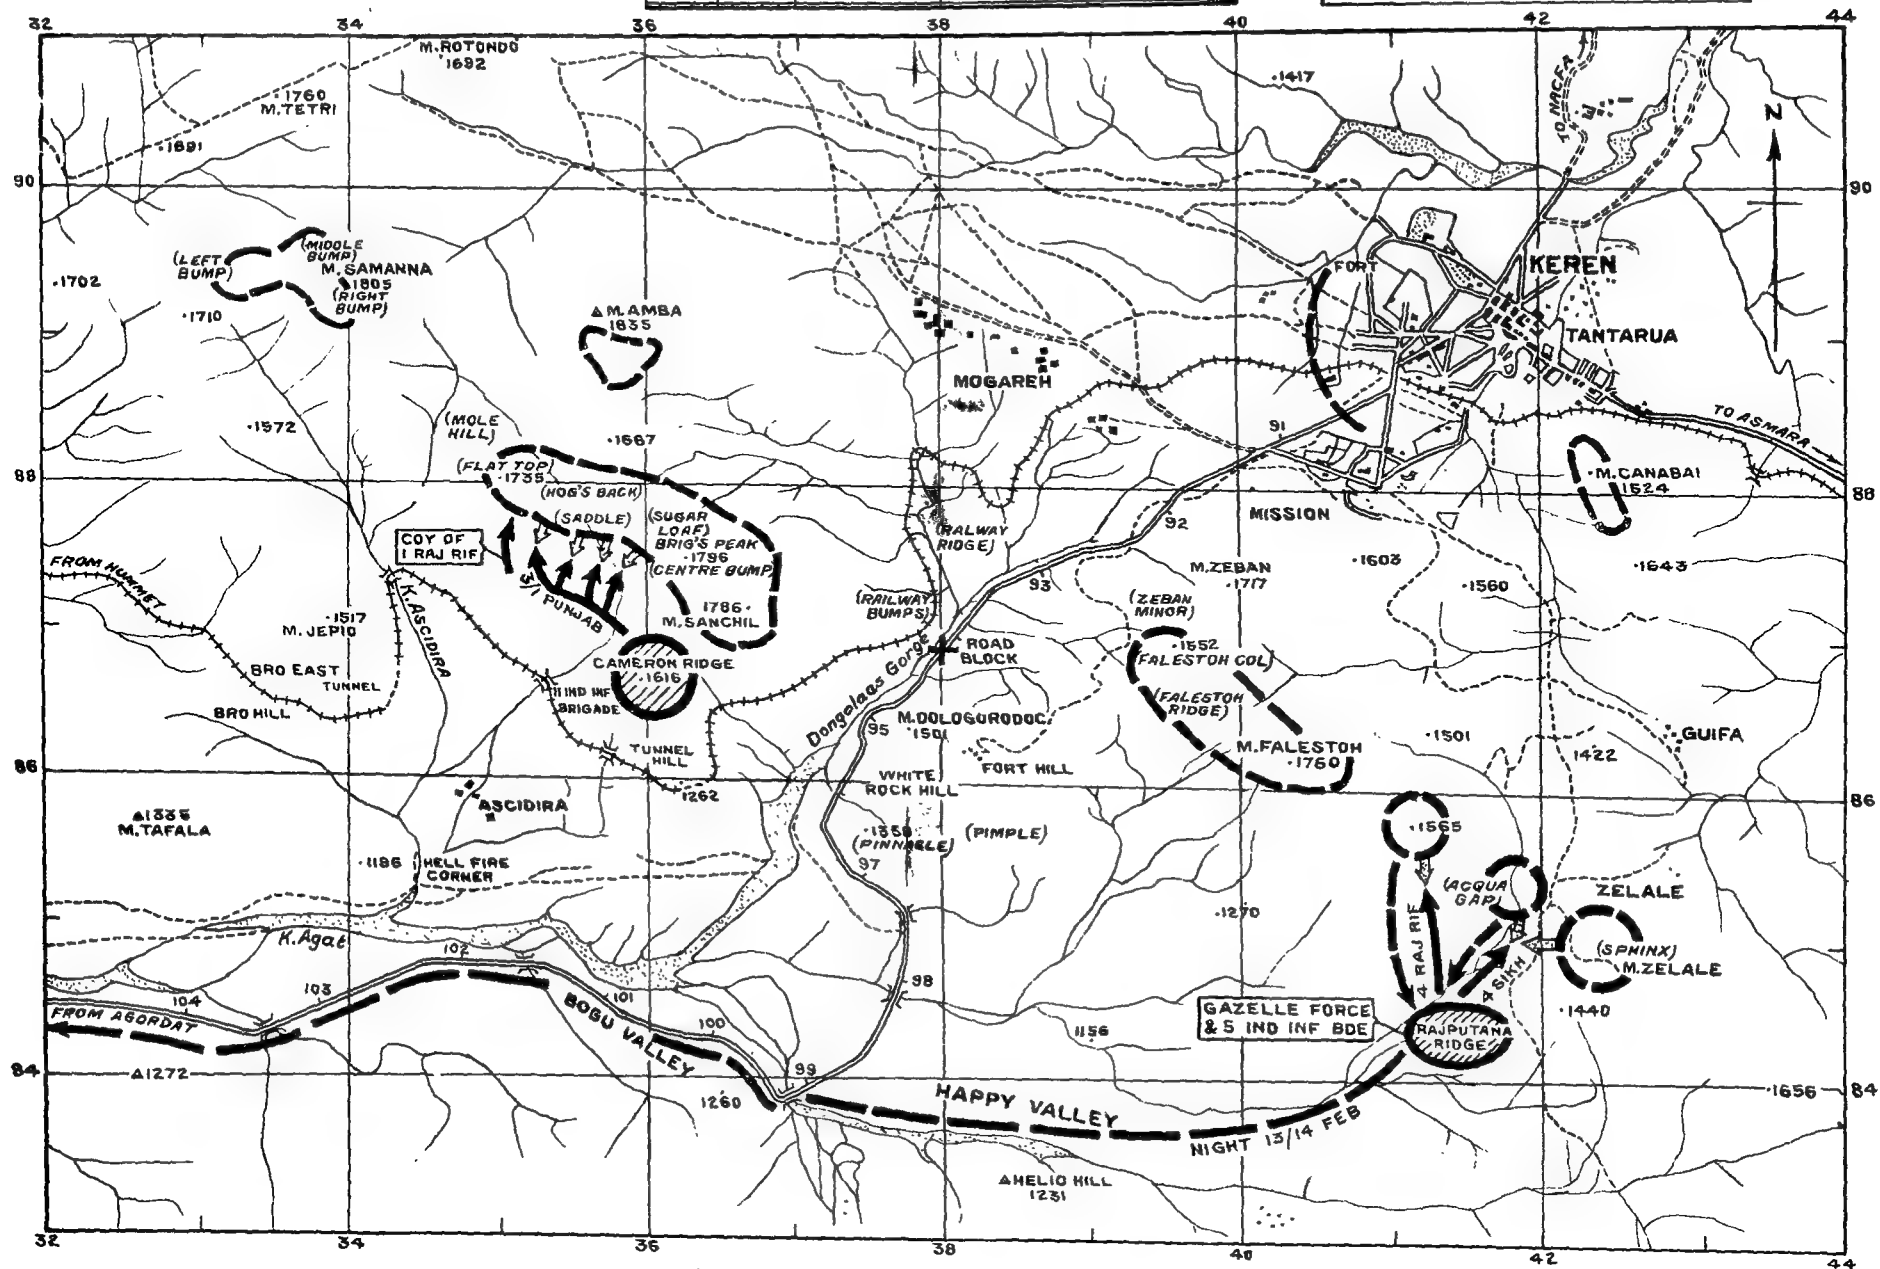 32 34 36 38 40 42 44
M. ROTONDO
.1692
.1417
TO NACFA
N
.1760
M. TETRI
.1691
90
90
(LEFT
BUMP)
(MIDDLE
BUMP)
M. SAMANNA
.1805
(RIGHT
BUMP)
.1702
.1710
M. AMBA
1835
FORT
KEREN
TANTARUA
MOGAREH
(MOLE
HILL)
.1572
.1667
91
TO ASMARA
88
88
(FLAT TOP)
.1735
(HOG'S BACK)
(SADDLE)
(SUGAR
LOAF)
BRIG'S PEAK
.1796
(CENTRE BUMP)
M. CANABAI
1524
MISSION
92
(RAILWAY
RIDGE)
COY OF
1 RAJ RIF
3/1 PUNJAB
FROM HUMMET
K. ASCIDIRA
93
M. ZEBAN
.1717
.1603
.1560
.1643
(RAILWAY
BUMPS)
(ZEBAN
MINOR)
.1517
M. JEPIO
1786.
M. SANCHIL
ROAD
BLOCK
.1552
(FALESTOH COL)
BRO EAST
TUNNEL
BRO HILL
CAMERON RIDGE
.1616
11 IND INF
BRIGADE
Dongolaas Gorge
(FALESTOH
RIDGE)
M. DOLOGORODOC
.1501
95
M. FALESTOH
.1760
.1501
1422
GUIFA
TUNNEL
HILL
FORT HILL
86
86
.1262
WHITE
ROCK HILL
ASCIDIRA
1335
M. TAFALA
.1358
(PINNACLE)
(PIMPLE)
.1565
97
.1186
HELL FIRE
CORNER
(ACQUA
GAP)
ZELALE
.1270
4 RAJ RIF
4 SIKH
(SPHINX)
M. ZELALE
K. Agat
102
103
104
101
100
98
FROM AGORDAT
BOGU VALLEY
GAZELLE FORCE
& 5 IND INF BDE
RAJPUTANA
RIDGE
.1440
1156
84
84
1272
99
1260
HAPPY VALLEY
NIGHT 13/14 FEB
.1656
HELIO HILL
1231
32 34 36 38 40 42 44